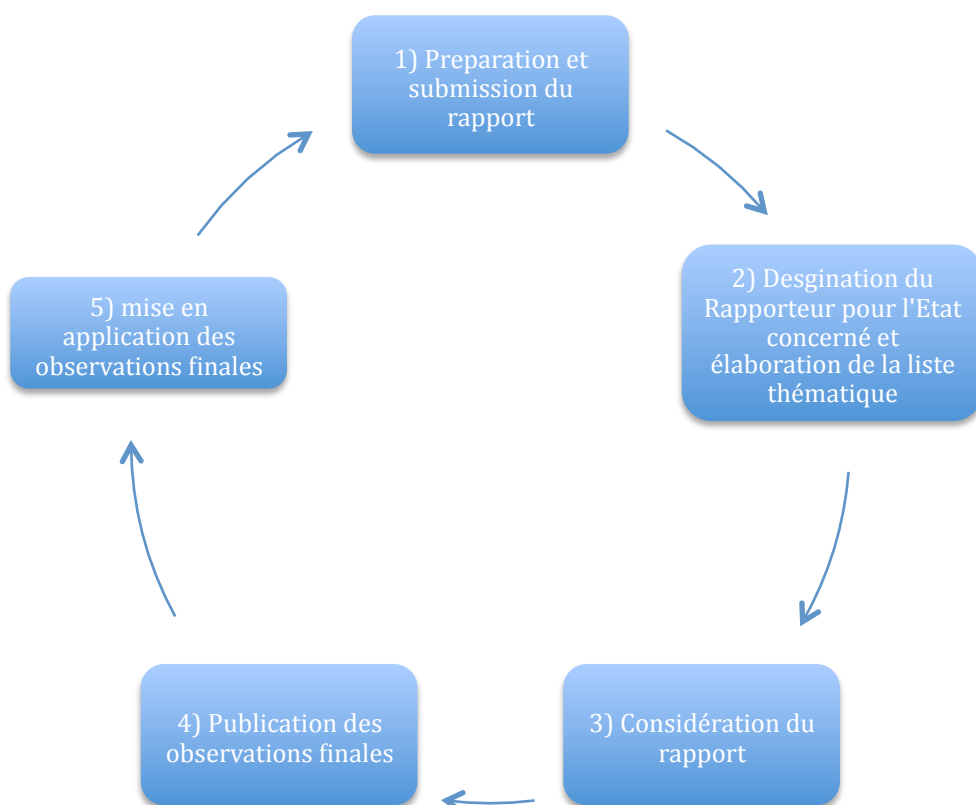 1) Preparation et
submission du
rapport
2) Desgination du
Rapporteur pour l'Etat
concerné et
élaboration de la liste
thématique
3) Considération du
rapport
4) Publication des
observations finales
5) mise en
application des
observations finales